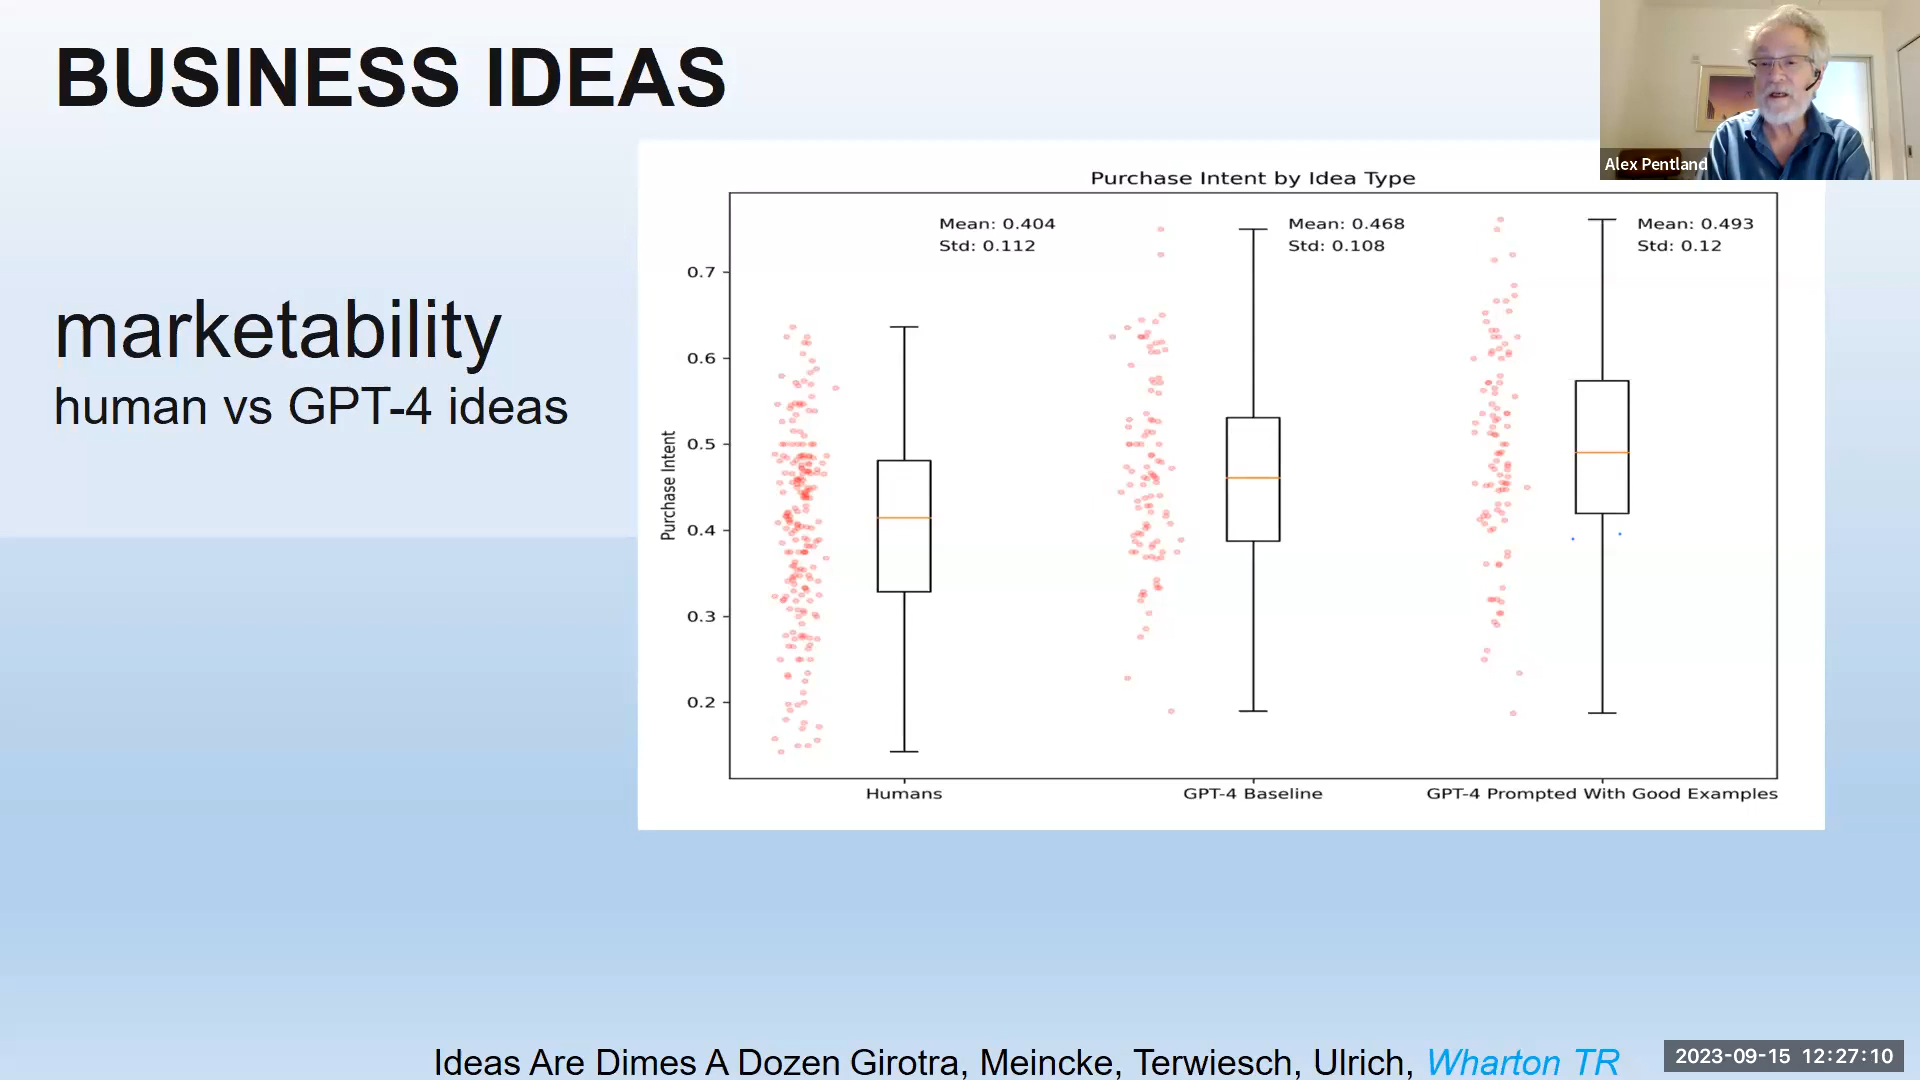 BUSINESS IDEAS
Alex Pentland
marketability
human vs GPT-4 ideas
Purchase Intent by Idea Type
Mean: 0.404
Std: 0.112
Mean: 0.468
Std: 0.108
Mean: 0.493
Std: 0.12
Purchase Intent
0.7
0.6
0.5
0.4
0.3
0.2
Humans
GPT-4 Baseline
GPT-4 Prompted With Good Examples
Ideas Are Dimes A Dozen Girotra, Meincke, Terwiesch, Ulrich, Wharton TR
2023-09-15 12:27:10